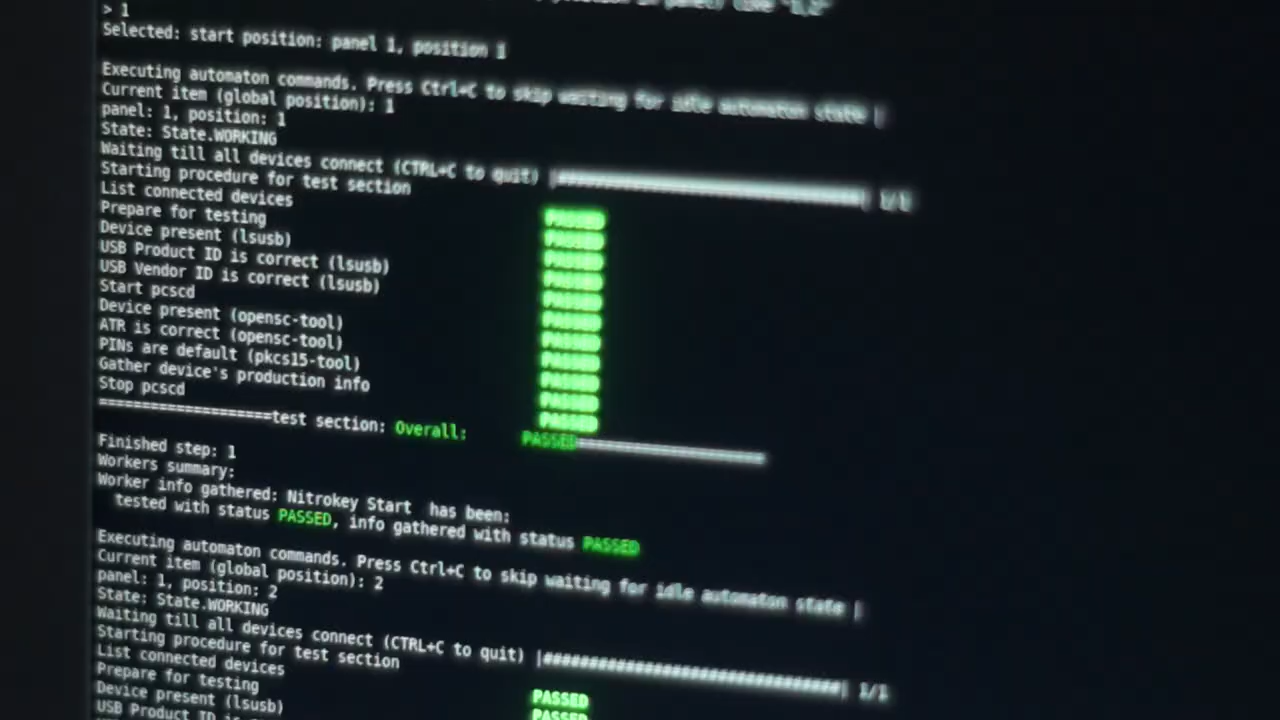 > 1
Selected: start position: panel 1, position 1
Executing automaton commands. Press Ctrl+C to skip waiting for idle automaton state |
Current item (global position): 1
panel: 1, position: 1
State: State.WORKING
Waiting till all devices connect (CTRL+C to quit) |################################| 1/1
Starting procedure for test section
List connected devices PASSED
Prepare for testing PASSED
Device present (lsusb) PASSED
USB Product ID is correct (lsusb) PASSED
USB Vendor ID is correct (lsusb) PASSED
Start pcscd PASSED
Device present (opensc-tool) PASSED
ATR is correct (opensc-tool) PASSED
PINs are default (pkcs15-tool) PASSED
Gather device's production info PASSED
Stop pcscd PASSED
====================test section: Overall: PASSED====================
Finished step: 1
Workers summary:
Worker info gathered: Nitrokey Start has been:
tested with status PASSED, info gathered with status PASSED
Executing automaton commands. Press Ctrl+C to skip waiting for idle automaton state |
Current item (global position): 2
panel: 1, position: 2
State: State.WORKING
Waiting till all devices connect (CTRL+C to quit) |################################| 1/1
Starting procedure for test section
List connected devices PASSED
Prepare for testing PASSED
Device present (lsusb)
USB Product ID is